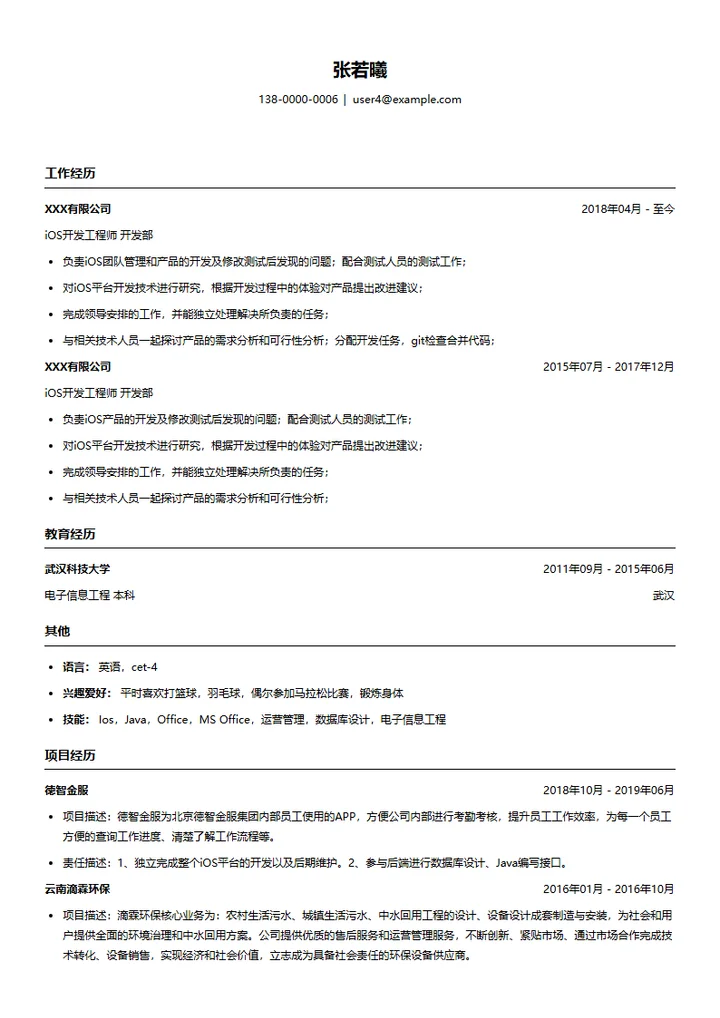 张若曦
138-0000-0006 | user4@example.com
工作经历
XXX有限公司 2018年04月 - 至今
iOS开发工程师 开发部
• 负责iOS团队管理和产品的开发及修改测试后发现的问题；配合测试人员的测试工作；
• 对iOS平台开发技术进行研究，根据开发过程中的体验对产品提出改进建议；
• 完成领导安排的工作，并能独立处理解决所负责的任务；
• 与相关技术人员一起探讨产品的需求分析和可行性分析；分配开发任务，git检查合并代码；
XXX有限公司 2015年07月 - 2017年12月
iOS开发工程师 开发部
• 负责iOS产品的开发及修改测试后发现的问题；配合测试人员的测试工作；
• 对iOS平台开发技术进行研究，根据开发过程中的体验对产品提出改进建议；
• 完成领导安排的工作，并能独立处理解决所负责的任务；
• 与相关技术人员一起探讨产品的需求分析和可行性分析；
教育经历
武汉科技大学 2011年09月 - 2015年06月
电子信息工程 本科 武汉
其他
• 语言： 英语，cet-4
• 兴趣爱好： 平时喜欢打篮球，羽毛球，偶尔参加马拉松比赛，锻炼身体
• 技能： Ios，Java，Office，MS Office，运营管理，数据库设计，电子信息工程
项目经历
德智金服 2018年10月 - 2019年06月
• 项目描述：德智金服为北京德智金服集团内部员工使用的APP，方便公司内部进行考勤考核，提升员工工作效率，为每一个员工
方便的查询工作进度、清楚了解工作流程等。
• 责任描述：1、独立完成整个iOS平台的开发以及后期维护。2、参与后端进行数据库设计、Java编写接口。
云南滴霖环保 2016年01月 - 2016年10月
• 项目描述：滴霖环保核心业务为：农村生活污水、城镇生活污水、中水回用工程的设计、设备设计成套制造与安装，为社会和用
户提供全面的环境治理和中水回用方案。公司提供优质的售后服务和运营管理服务，不断创新、紧贴市场、通过市场合作完成技
术转化、设备销售，实现经济和社会价值，立志成为具备社会责任的环保设备供应商。